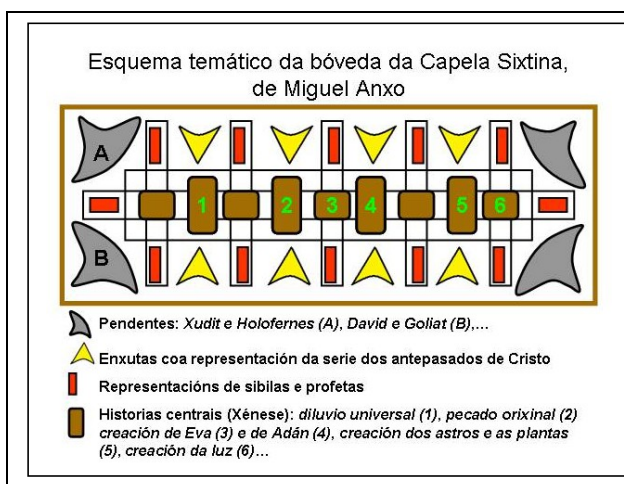 Esquema temático da bóveda da Capela Sixtina,
de Miguel Anxo
A
1 2 3 4 5 6
B
Pendentes: Xudit e Holofernes (A), David e Goliat (B),...
Enxutas coa representación da serie dos antepasados de Cristo
Representacións de sibilas e profetas
Historias centrais (Xénese): diluvio universal (1), pecado orixinal (2)
creación de Eva (3) e de Adán (4), creación dos astros e as plantas
(5), creación da luz (6)...